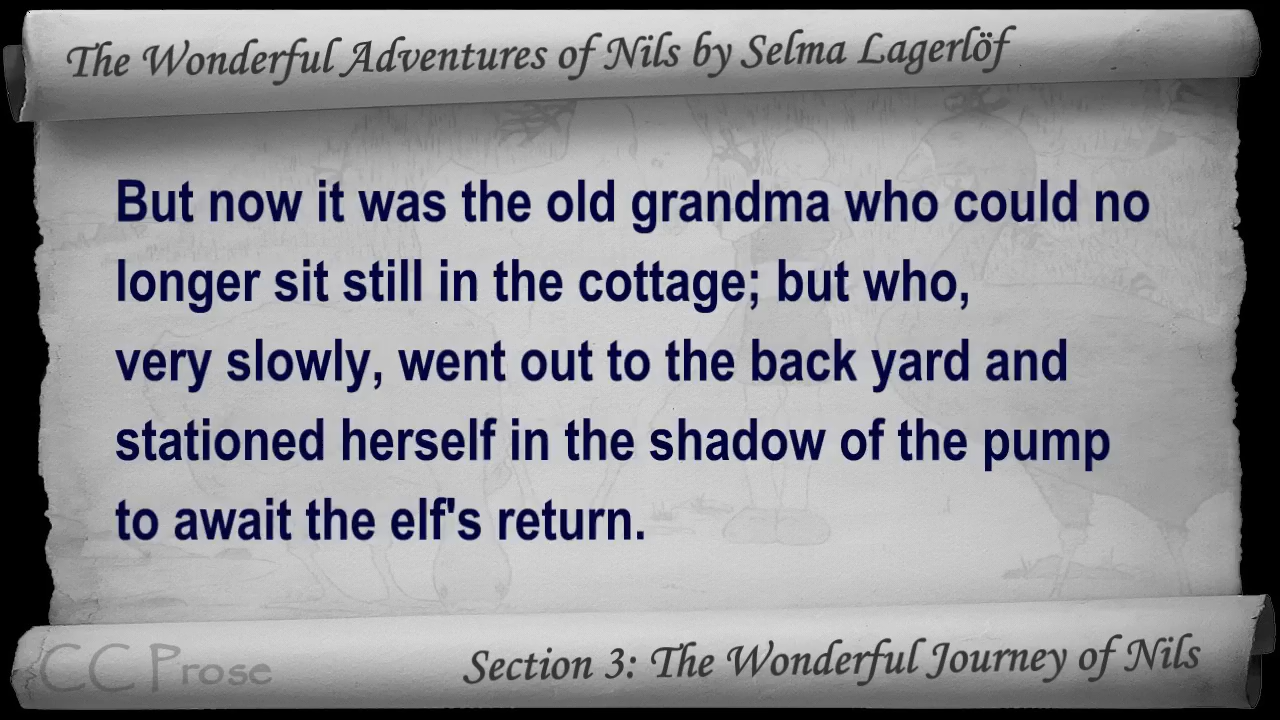 The Wonderful Adventures of Nils by Selma Lagerlöf
But now it was the old grandma who could no
longer sit still in the cottage; but who,
very slowly, went out to the back yard and
stationed herself in the shadow of the pump
to await the elf's return.
CC Prose
Section 3: The Wonderful Journey of Nils